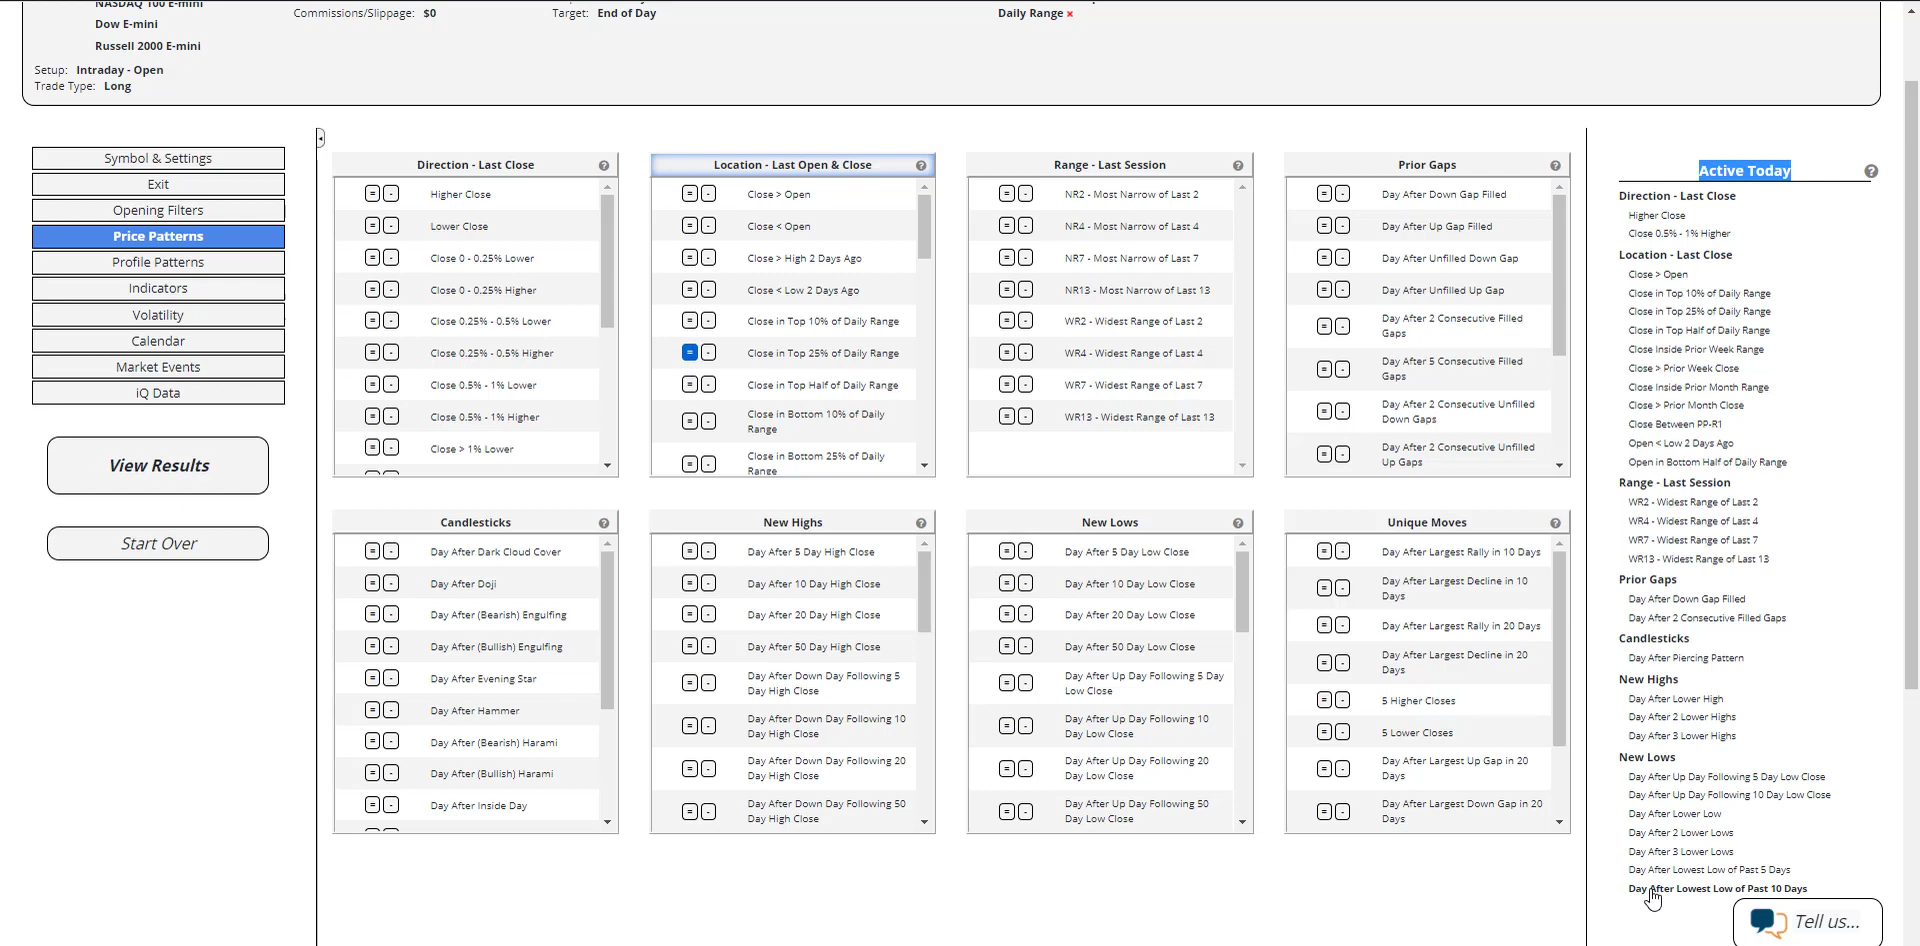 NASDAQ 100 E-mini
Dow E-mini
Russell 2000 E-mini
Setup: Intraday - Open
Trade Type: Long
Commissions/Slippage: $0
Target: End of Day
Daily Range ×
Symbol & Settings
Exit
Opening Filters
Price Patterns
Profile Patterns
Indicators
Volatility
Calendar
Market Events
iQ Data
View Results
Start Over
Direction - Last Close
Higher Close
Lower Close
Close 0 - 0.25% Lower
Close 0 - 0.25% Higher
Close 0.25% - 0.5% Lower
Close 0.25% - 0.5% Higher
Close 0.5% - 1% Lower
Close 0.5% - 1% Higher
Close > 1% Lower
Location - Last Open & Close
Close > Open
Close < Open
Close > High 2 Days Ago
Close < Low 2 Days Ago
Close in Top 10% of Daily Range
Close in Top 25% of Daily Range
Close in Top Half of Daily Range
Close in Bottom 10% of Daily
Range
Close in Bottom 25% of Daily
Range
Range - Last Session
NR2 - Most Narrow of Last 2
NR4 - Most Narrow of Last 4
NR7 - Most Narrow of Last 7
NR13 - Most Narrow of Last 13
WR2 - Widest Range of Last 2
WR4 - Widest Range of Last 4
WR7 - Widest Range of Last 7
WR13 - Widest Range of Last 13
Prior Gaps
Day After Down Gap Filled
Day After Up Gap Filled
Day After Unfilled Down Gap
Day After Unfilled Up Gap
Day After 2 Consecutive Filled
Gaps
Day After 5 Consecutive Filled
Gaps
Day After 2 Consecutive Unfilled
Down Gaps
Day After 2 Consecutive Unfilled
Up Gaps
Candlesticks
Day After Dark Cloud Cover
Day After Doji
Day After (Bearish) Engulfing
Day After (Bullish) Engulfing
Day After Evening Star
Day After Hammer
Day After (Bearish) Harami
Day After (Bullish) Harami
Day After Inside Day
New Highs
Day After 5 Day High Close
Day After 10 Day High Close
Day After 20 Day High Close
Day After 50 Day High Close
Day After Down Day Following 5
Day High Close
Day After Down Day Following 10
Day High Close
Day After Down Day Following 20
Day High Close
Day After Down Day Following 50
Day High Close
New Lows
Day After 5 Day Low Close
Day After 10 Day Low Close
Day After 20 Day Low Close
Day After 50 Day Low Close
Day After Up Day Following 5 Day
Low Close
Day After Up Day Following 10
Day Low Close
Day After Up Day Following 20
Day Low Close
Day After Up Day Following 50
Day Low Close
Unique Moves
Day After Largest Rally in 10 Days
Day After Largest Decline in 10
Days
Day After Largest Rally in 20 Days
Day After Largest Decline in 20
Days
5 Higher Closes
5 Lower Closes
Day After Largest Up Gap in 20
Days
Day After Largest Down Gap in 20
Days
Active Today
Direction - Last Close
Higher Close
Close 0.5% - 1% Higher
Location - Last Close
Close > Open
Close in Top 10% of Daily Range
Close in Top 25% of Daily Range
Close in Top Half of Daily Range
Close Inside Prior Week Range
Close > Prior Week Close
Close Inside Prior Month Range
Close > Prior Month Close
Close Between PP-R1
Open < Low 2 Days Ago
Open in Bottom Half of Daily Range
Range - Last Session
WR2 - Widest Range of Last 2
WR4 - Widest Range of Last 4
WR7 - Widest Range of Last 7
WR13 - Widest Range of Last 13
Prior Gaps
Day After Down Gap Filled
Day After 2 Consecutive Filled Gaps
Candlesticks
Day After Piercing Pattern
New Highs
Day After Lower High
Day After 2 Lower Highs
Day After 3 Lower Highs
New Lows
Day After Up Day Following 5 Day Low Close
Day After Up Day Following 10 Day Low Close
Day After Lower Low
Day After 2 Lower Lows
Day After 3 Lower Lows
Day After Lowest Low of Past 5 Days
Day After Lowest Low of Past 10 Days
Tell us...